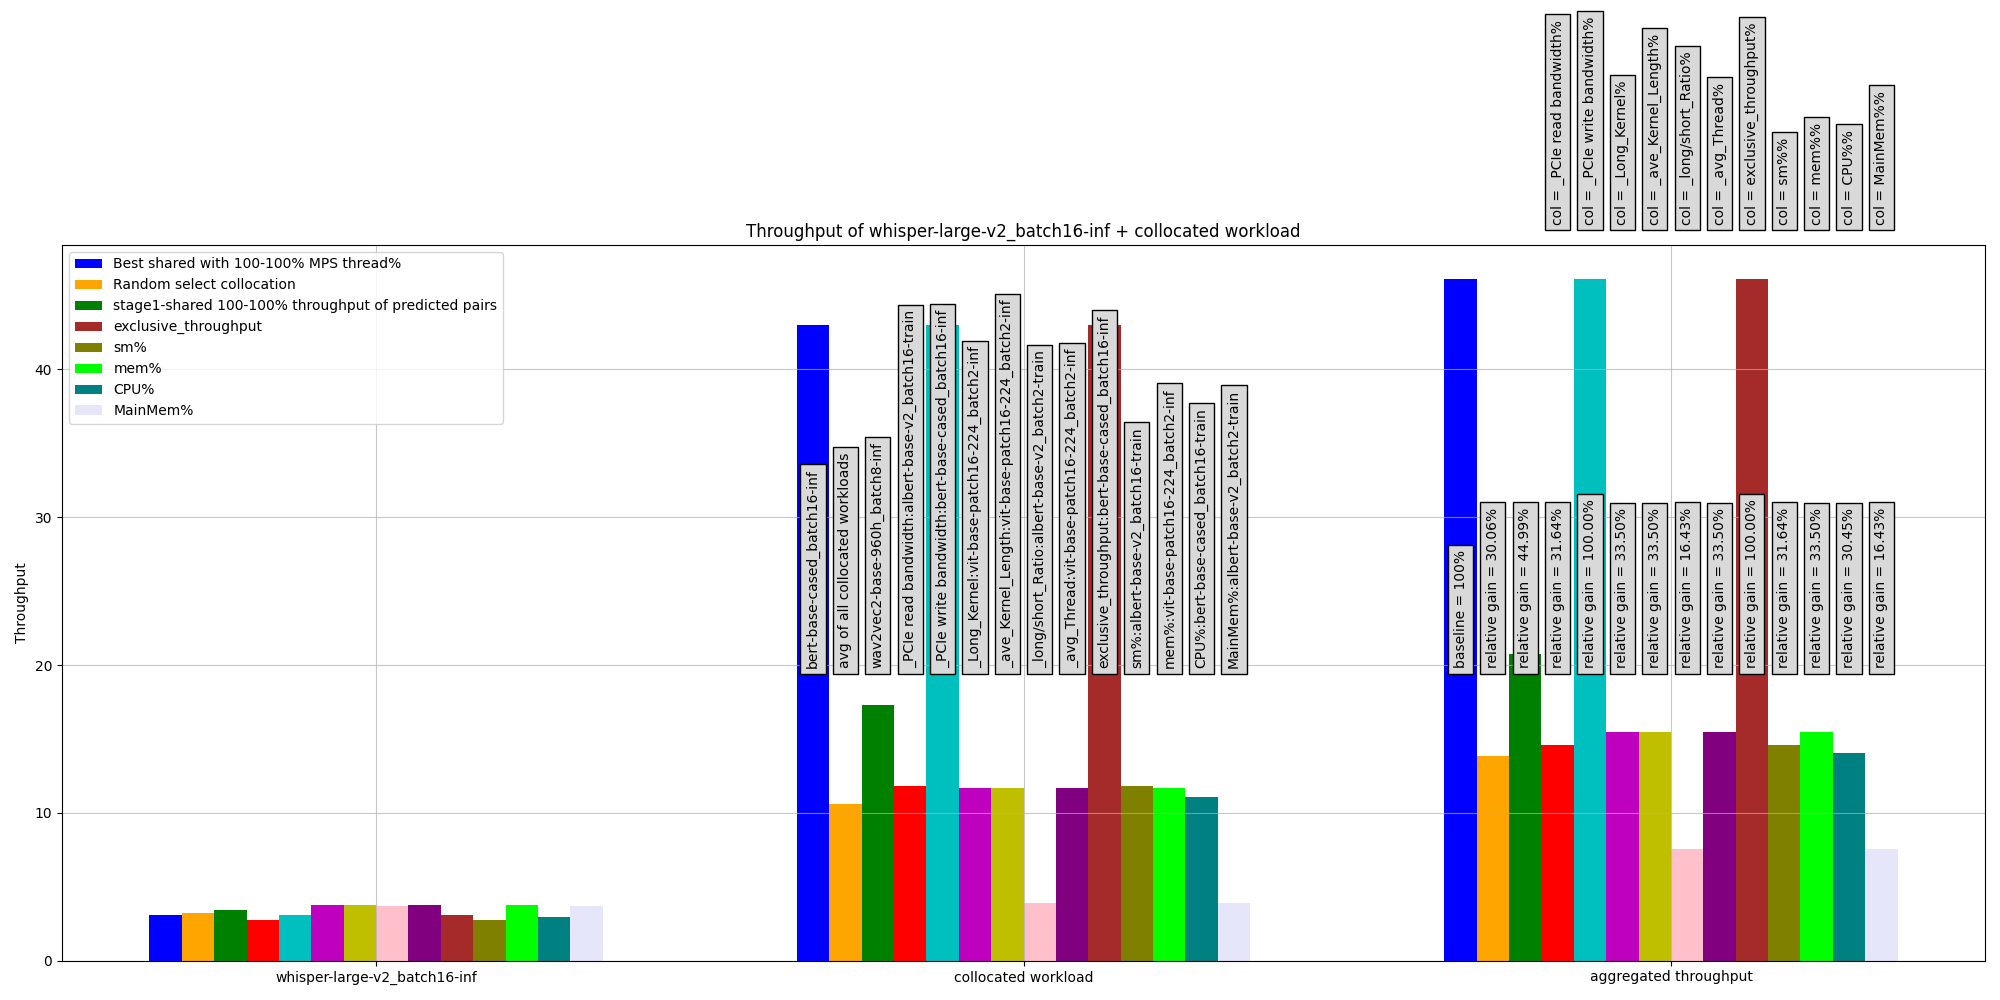 col = _PCIe read bandwidth%
col = _PCIe write bandwidth%
col = _Long_Kernel%
col = _ave_Kernel_Length%
col = _long/short_Ratio%
col = _avg_Thread%
col = exclusive_throughput%
col = sm%%
col = mem%%
col = CPU%%
col = MainMem%%
Throughput of whisper-large-v2_batch16-inf + collocated workload
Best shared with 100-100% MPS thread%
Random select collocation
stage1-shared 100-100% throughput of predicted pairs
exclusive_throughput
sm%
mem%
CPU%
MainMem%
Throughput
40
30
20
10
0
bert-base-cased_batch16-inf
avg of all collocated workloads
wav2vec2-base-960h_batch8-inf
_PCIe read bandwidth:albert-base-v2_batch16-train
_PCIe write bandwidth:bert-base-cased_batch16-inf
_Long_Kernel:vit-base-patch16-224_batch2-inf
_ave_Kernel_Length:vit-base-patch16-224_batch2-inf
_long/short_Ratio:albert-base-v2_batch2-train
_avg_Thread:vit-base-patch16-224_batch2-inf
exclusive_throughput:bert-base-cased_batch16-inf
sm%:albert-base-v2_batch16-train
mem%:vit-base-patch16-224_batch2-inf
CPU%:bert-base-cased_batch16-train
MainMem%:albert-base-v2_batch2-train
baseline = 100%
relative gain = 30.06%
relative gain = 44.99%
relative gain = 31.64%
relative gain = 100.00%
relative gain = 33.50%
relative gain = 33.50%
relative gain = 16.43%
relative gain = 33.50%
relative gain = 100.00%
relative gain = 31.64%
relative gain = 33.50%
relative gain = 30.45%
relative gain = 16.43%
whisper-large-v2_batch16-inf
collocated workload
aggregated throughput